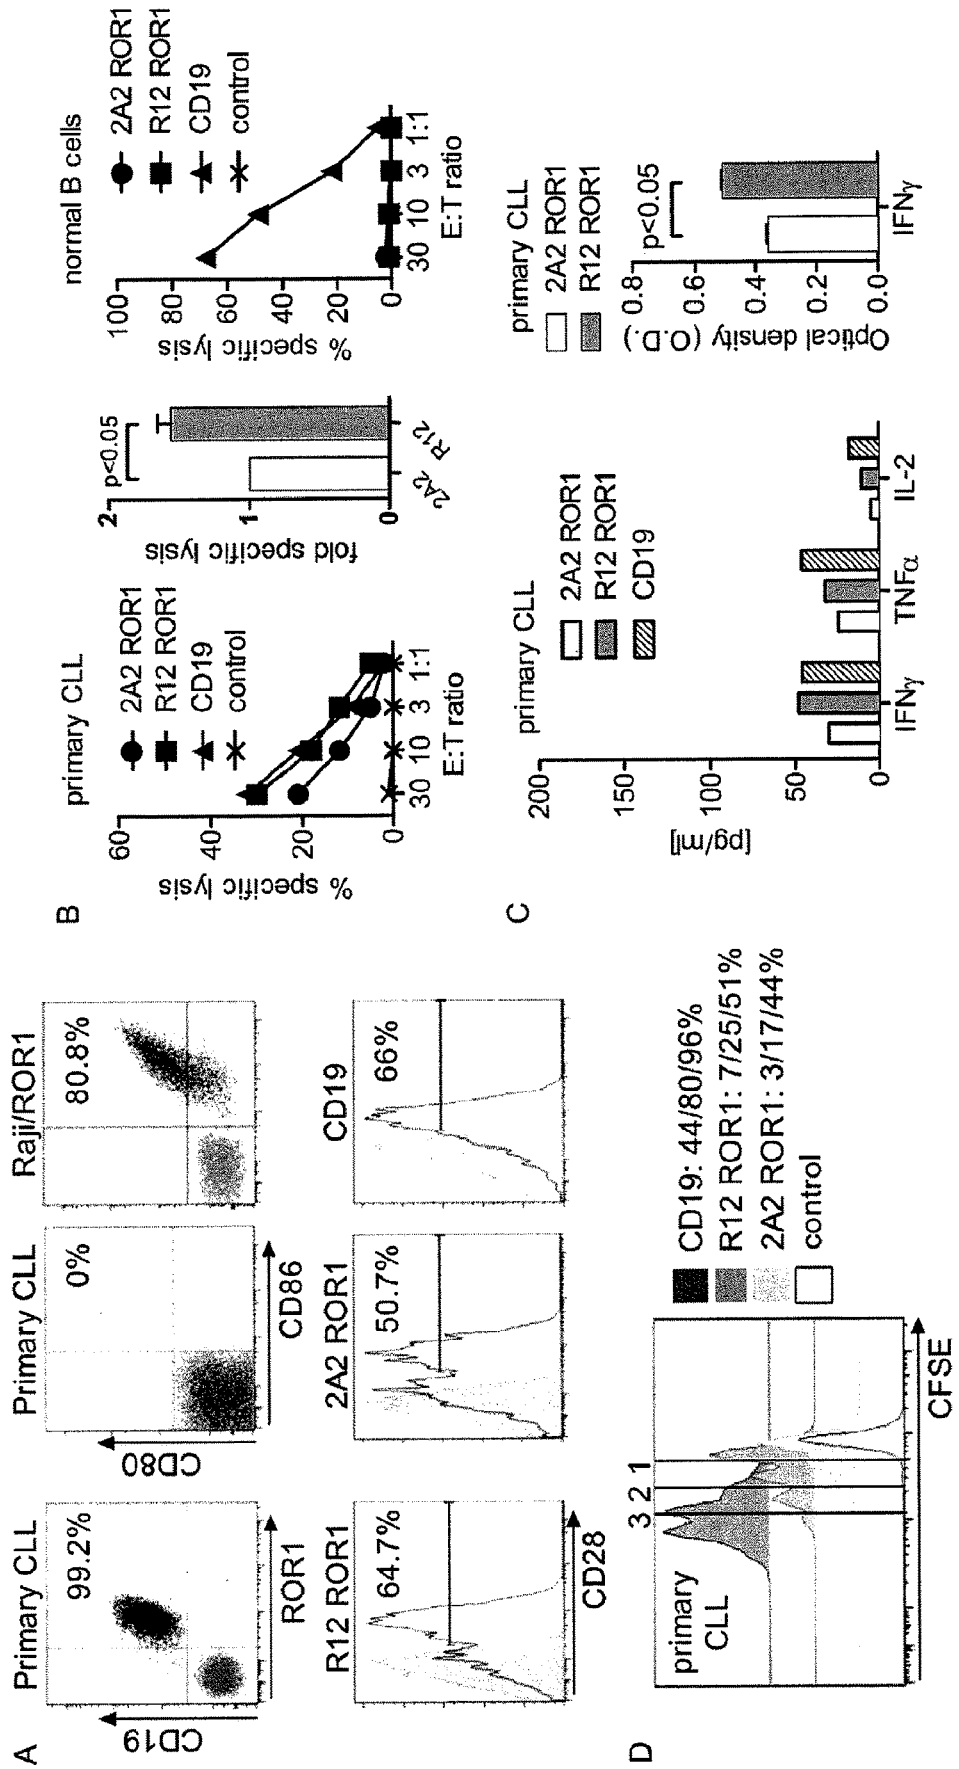 A
Primary CLL
Primary CLL
Raji/ROR1
99.2%
0%
80.8%
CD19
ROR1
CD80
CD86
R12 ROR1
2A2 ROR1
CD19
64.7%
50.7%
66%
CD28
B
primary CLL
2A2 ROR1
R12 ROR1
CD19
control
% specific lysis
60
40
20
0
30
10
3
1:1
E:T ratio
p<0.05
fold specific lysis
2
1
0
2A2
R12
normal B cells
2A2 ROR1
R12 ROR1
CD19
control
% specific lysis
100
80
60
40
20
0
30
10
3
1:1
E:T ratio
C
primary CLL
2A2 ROR1
R12 ROR1
CD19
[pg/ml]
200
150
100
50
0
IFNγ
TNFα
IL-2
primary CLL
2A2 ROR1
R12 ROR1
p<0.05
Optical density (O.D.)
0.8
0.6
0.4
0.2
0.0
IFNγ
D
primary
CLL
3 2 1
CFSE
CD19: 44/80/96%
R12 ROR1: 7/25/51%
2A2 ROR1: 3/17/44%
control